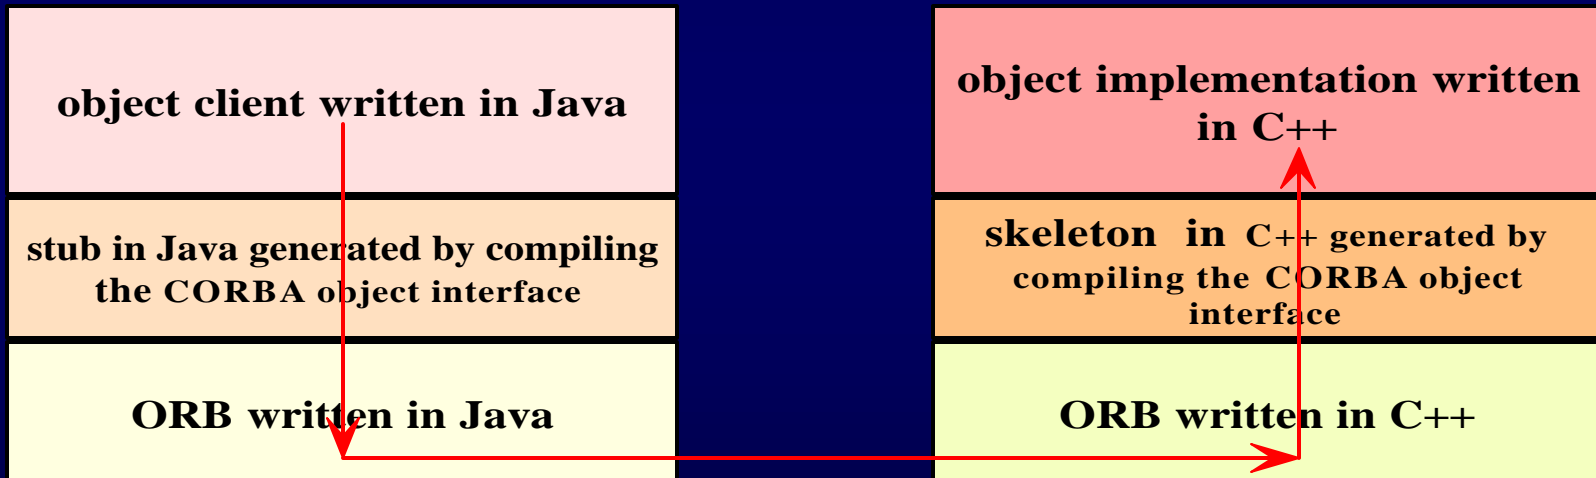 object client written in Java
stub in Java generated by compiling
the CORBA object interface
ORB written in Java
object implementation written
in C++
skeleton in C++ generated by
compiling the CORBA object
interface
ORB written in C++